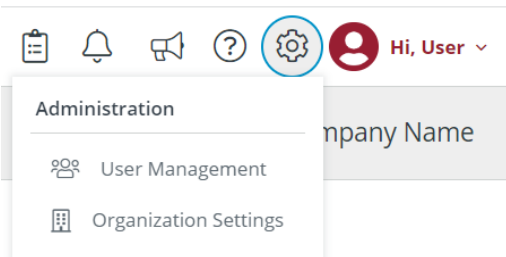 Hi, User
Administration
mpany Name
User Management
Organization Settings